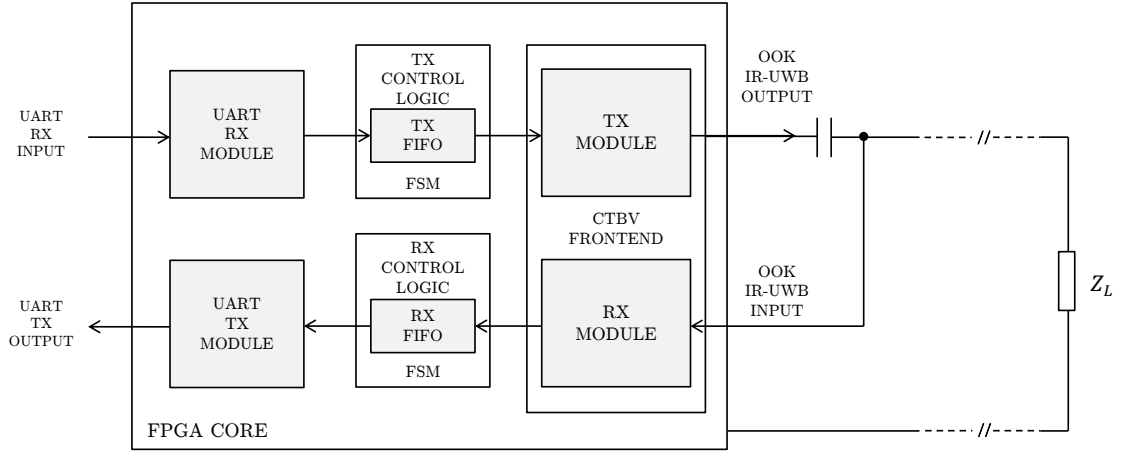 UART
RX
INPUT
UART
RX
MODULE
TX
CONTROL
LOGIC
TX
FIFO
FSM
TX
MODULE
OOK
IR-UWB
OUTPUT
CTBV
FRONTEND
UART
TX
OUTPUT
UART
TX
MODULE
RX
CONTROL
LOGIC
RX
FIFO
FSM
RX
MODULE
OOK
IR-UWB
INPUT
Z_L
FPGA CORE